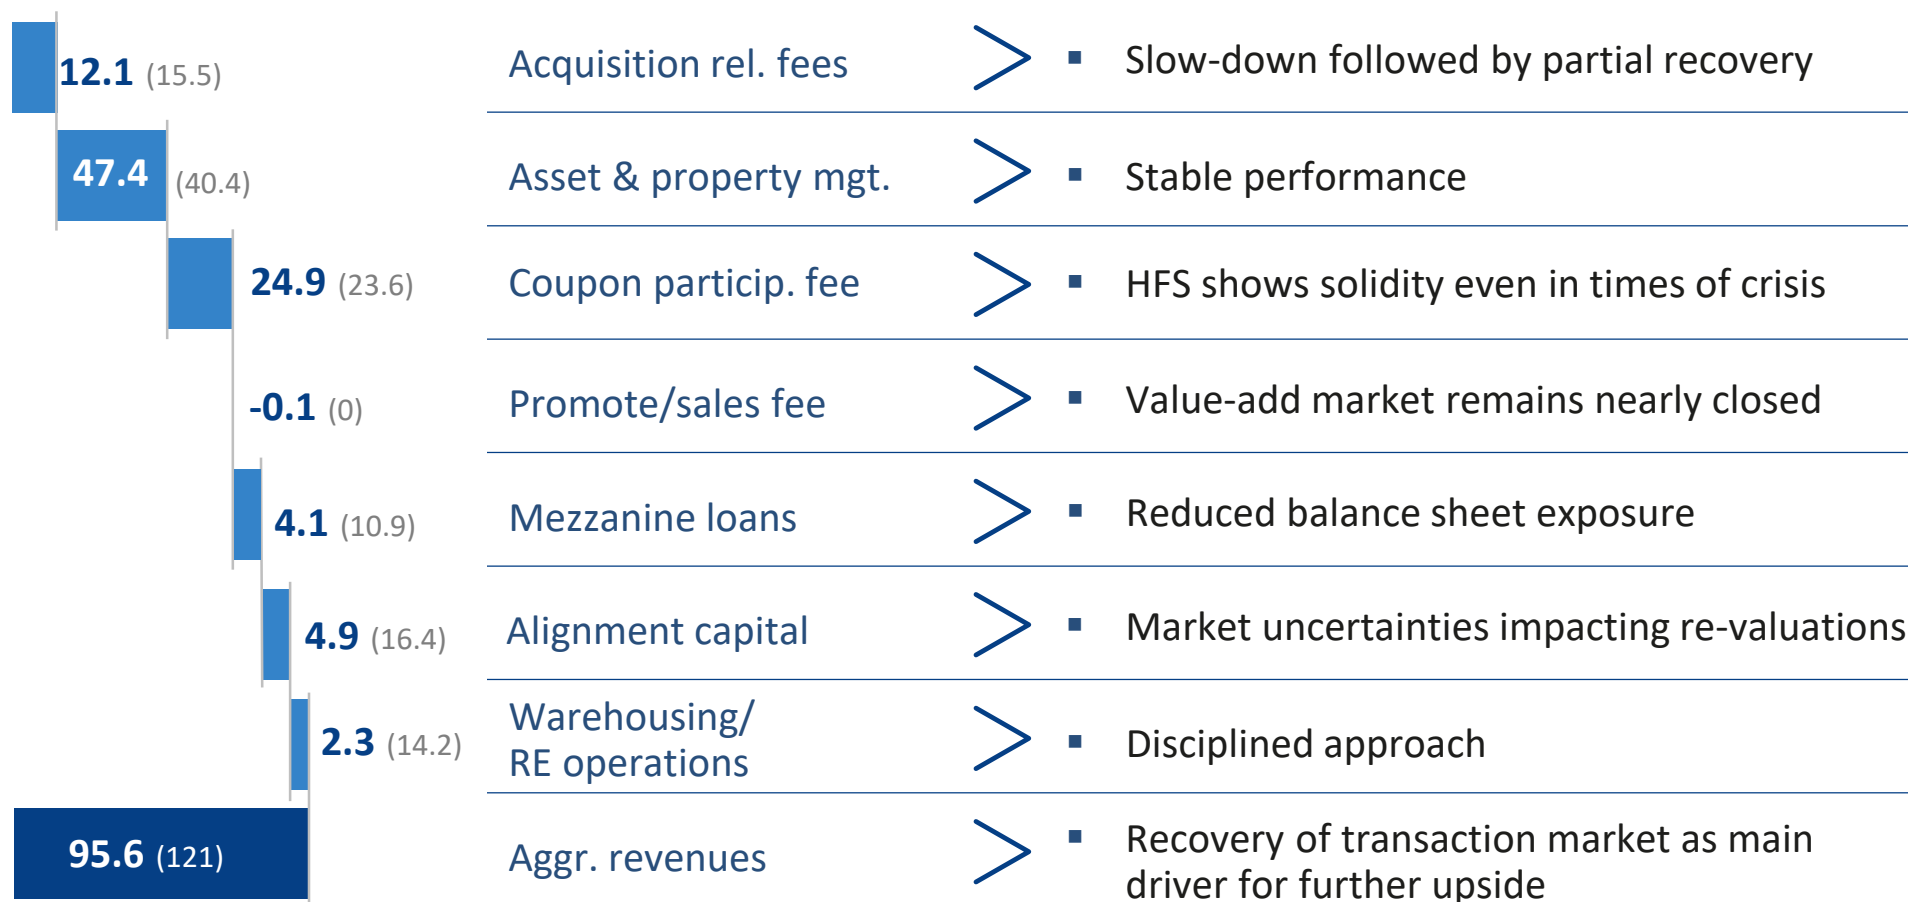 12.1 (15.5) Acquisition rel. fees ▪ Slow-down followed by partial recovery
47.4 (40.4) Asset & property mgt. ▪ Stable performance
24.9 (23.6) Coupon particip. fee ▪ HFS shows solidity even in times of crisis
-0.1 (0) Promote/sales fee ▪ Value-add market remains nearly closed
4.1 (10.9) Mezzanine loans ▪ Reduced balance sheet exposure
4.9 (16.4) Alignment capital ▪ Market uncertainties impacting re-valuations
2.3 (14.2) Warehousing/
RE operations ▪ Disciplined approach
95.6 (121) Aggr. revenues ▪ Recovery of transaction market as main
driver for further upside